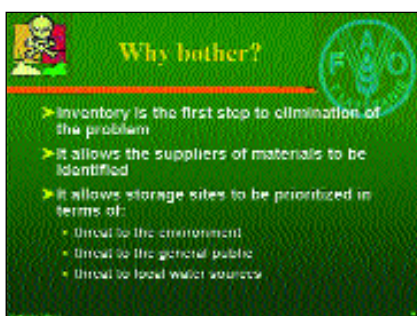 Why bother?
F A O
➤Inventory is the first step to elimination of
the problem
➤It allows the suppliers of materials to be
identified
➤It allows storage sites to be prioritized in
terms of:
• threat to the environment
• threat to the general public
• threat to local water sources